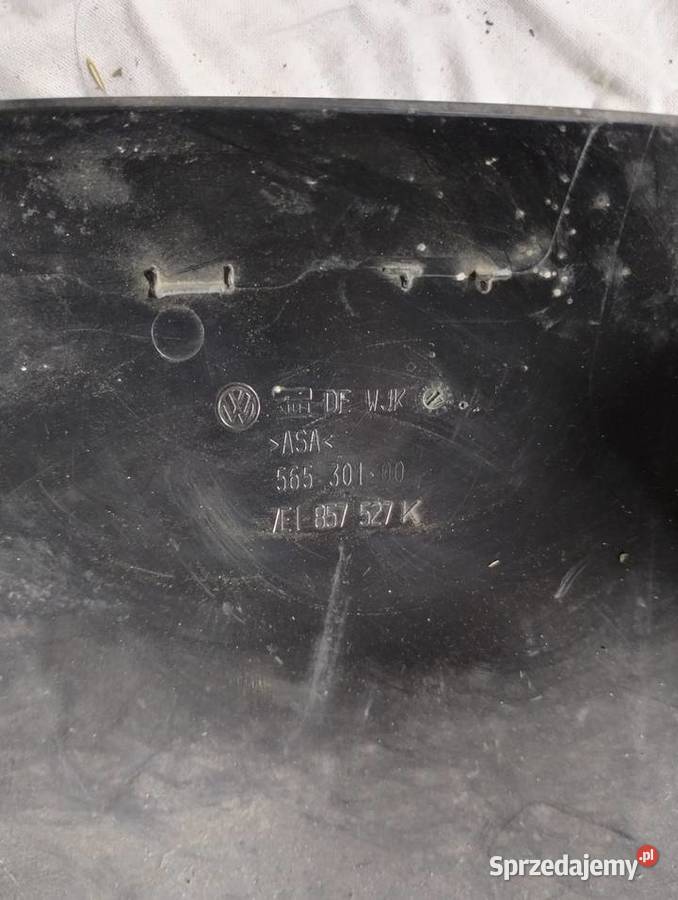 DE WJK
>ASA<
565 301-00
7E1 857 527 K
Sprzedajemy.pl